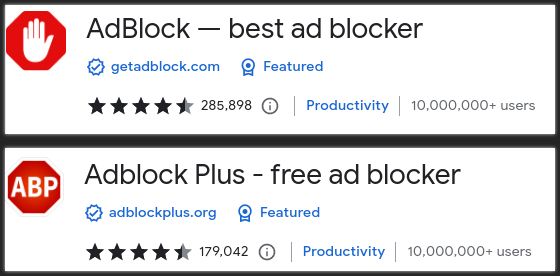 AdBlock — best ad blocker
getadblock.com Featured
285,898 Productivity 10,000,000+ users
ABP
Adblock Plus - free ad blocker
adblockplus.org Featured
179,042 Productivity 10,000,000+ users